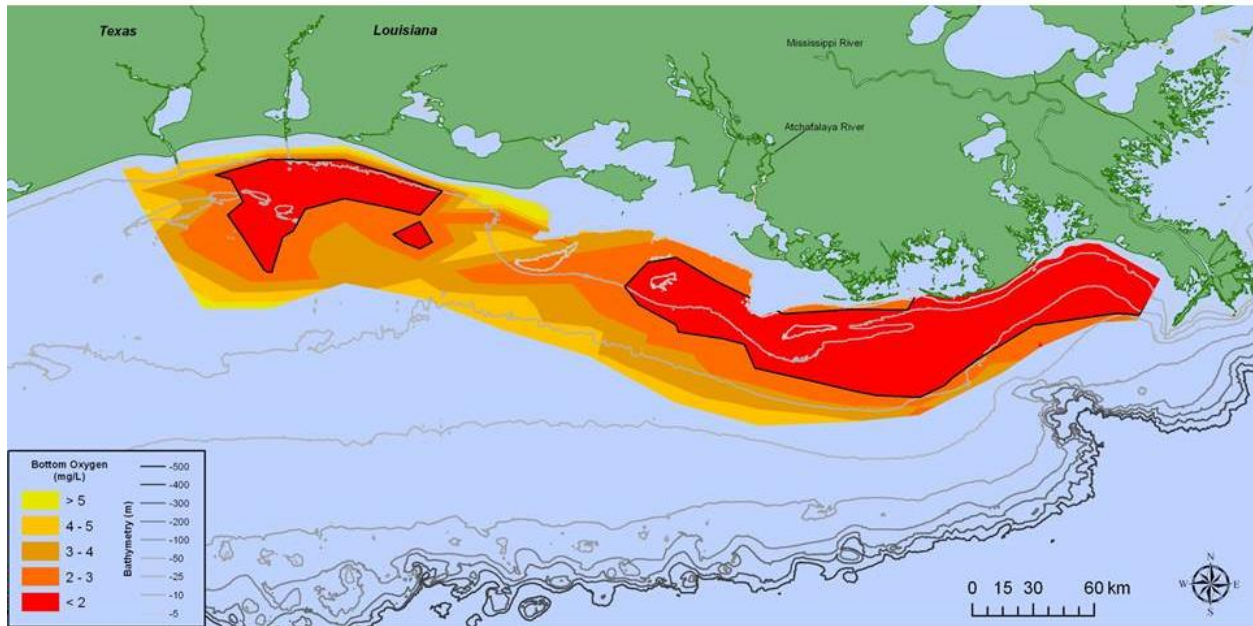 Texas
Louisiana
Mississippi River
Atchafalaya River
Bottom Oxygen
(mg/L)
> 5
4 - 5
3 - 4
2 - 3
< 2
Bathymetry (m)
-500
-400
-300
-200
-100
-50
-25
-10
-5
0 15 30 60 km
N
W E
S